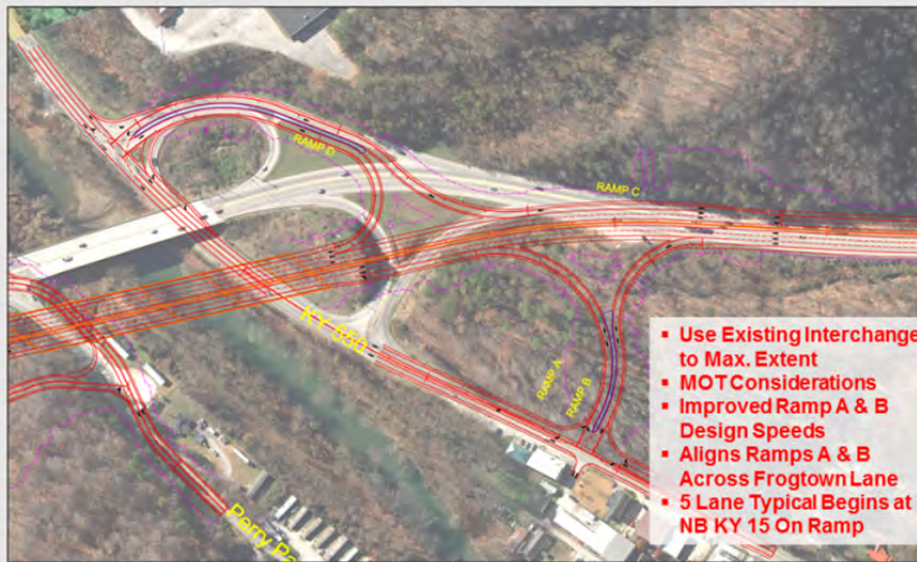 RAMP D
RAMP C
KY 550
RAMP A
RAMP B
Perry Pa
▪ Use Existing Interchange
to Max. Extent
▪ MOT Considerations
▪ Improved Ramp A & B
Design Speeds
▪ Aligns Ramps A & B
Across Frogtown Lane
▪ 5 Lane Typical Begins at
NB KY 15 On Ramp